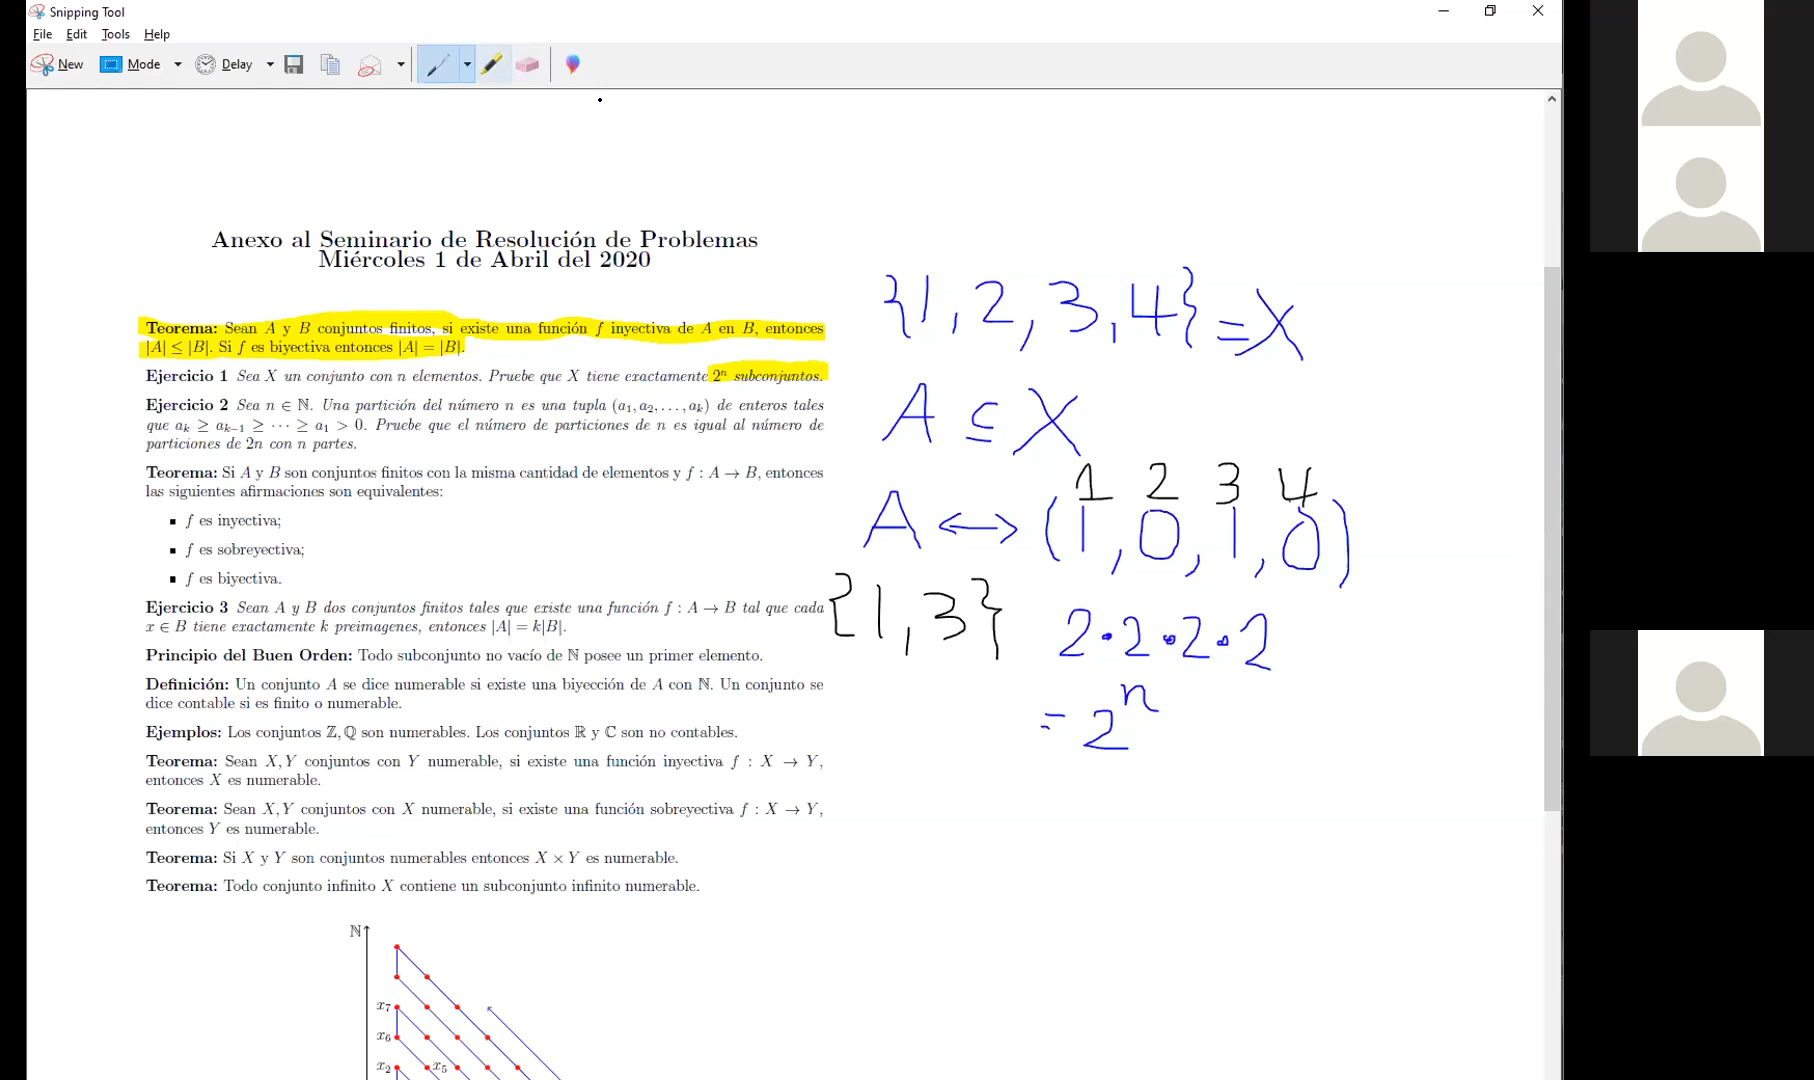 Snipping Tool
File Edit Tools Help
New Mode Delay
Anexo al Seminario de Resolución de Problemas
Miércoles 1 de Abril del 2020
Teorema: Sean A y B conjuntos finitos, si existe una función f inyectiva de A en B, entonces
|A| ≤ |B|. Si f es biyectiva entonces |A| = |B|.
Ejercicio 1 Sea X un conjunto con n elementos. Pruebe que X tiene exactamente 2ⁿ subconjuntos.
Ejercicio 2 Sea n ∈ ℕ. Una partición del número n es una tupla (a₁, a₂, . . . , aₖ) de enteros tales
que aₖ ≥ aₖ₋₁ ≥ · · · ≥ a₁ > 0. Pruebe que el número de particiones de n es igual al número de
particiones de 2n con n partes.
Teorema: Si A y B son conjuntos finitos con la misma cantidad de elementos y f : A → B, entonces
las siguientes afirmaciones son equivalentes:
▪ f es inyectiva;
▪ f es sobreyectiva;
▪ f es biyectiva.
Ejercicio 3 Sean A y B dos conjuntos finitos tales que existe una función f : A → B tal que cada
x ∈ B tiene exactamente k preimagenes, entonces |A| = k|B|.
Principio del Buen Orden: Todo subconjunto no vacío de ℕ posee un primer elemento.
Definición: Un conjunto A se dice numerable si existe una biyección de A con ℕ. Un conjunto se
dice contable si es finito o numerable.
Ejemplos: Los conjuntos ℤ, ℚ son numerables. Los conjuntos ℝ y ℂ son no contables.
Teorema: Sean X, Y conjuntos con Y numerable, si existe una función inyectiva f : X → Y,
entonces X es numerable.
Teorema: Sean X, Y conjuntos con X numerable, si existe una función sobreyectiva f : X → Y,
entonces Y es numerable.
Teorema: Si X y Y son conjuntos numerables entonces X × Y es numerable.
Teorema: Todo conjunto infinito X contiene un subconjunto infinito numerable.
ℕ
x₇
x₆
x₂ x₅
{1, 2, 3, 4} = X
A ⊆ X
1 2 3 4
A ↔ (1, 0, 1, 0)
{1, 3}
2·2·2·2
= 2ⁿ